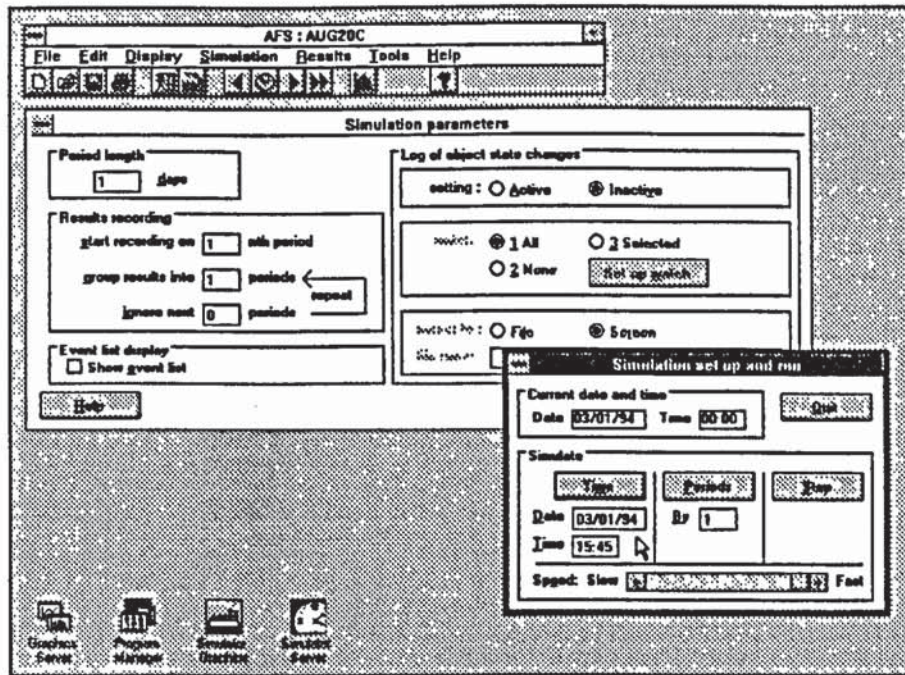 AFS : AUG20C
File Edit Display Simulation Results Tools Help
Simulation parameters
Period length
1 days
Results recording
start recording on 1 nth period
group results into 1 periods
repeat
ignore next 0 periods
Event list display
Show event list
Help
Log of object state changes
setting : Active Inactive
1 All 3 Selected
2 None Set up watch
File Screen
Simulation set up and run
Current date and time
Date 03/01/94 Time 00:00
Quit
Simulate
Time Periods
Date 03/01/94 By 1
Time 15:45
Speed: Slow Fast
Graphics Server
Program Manager
Simulator Graphics
Simulator Server